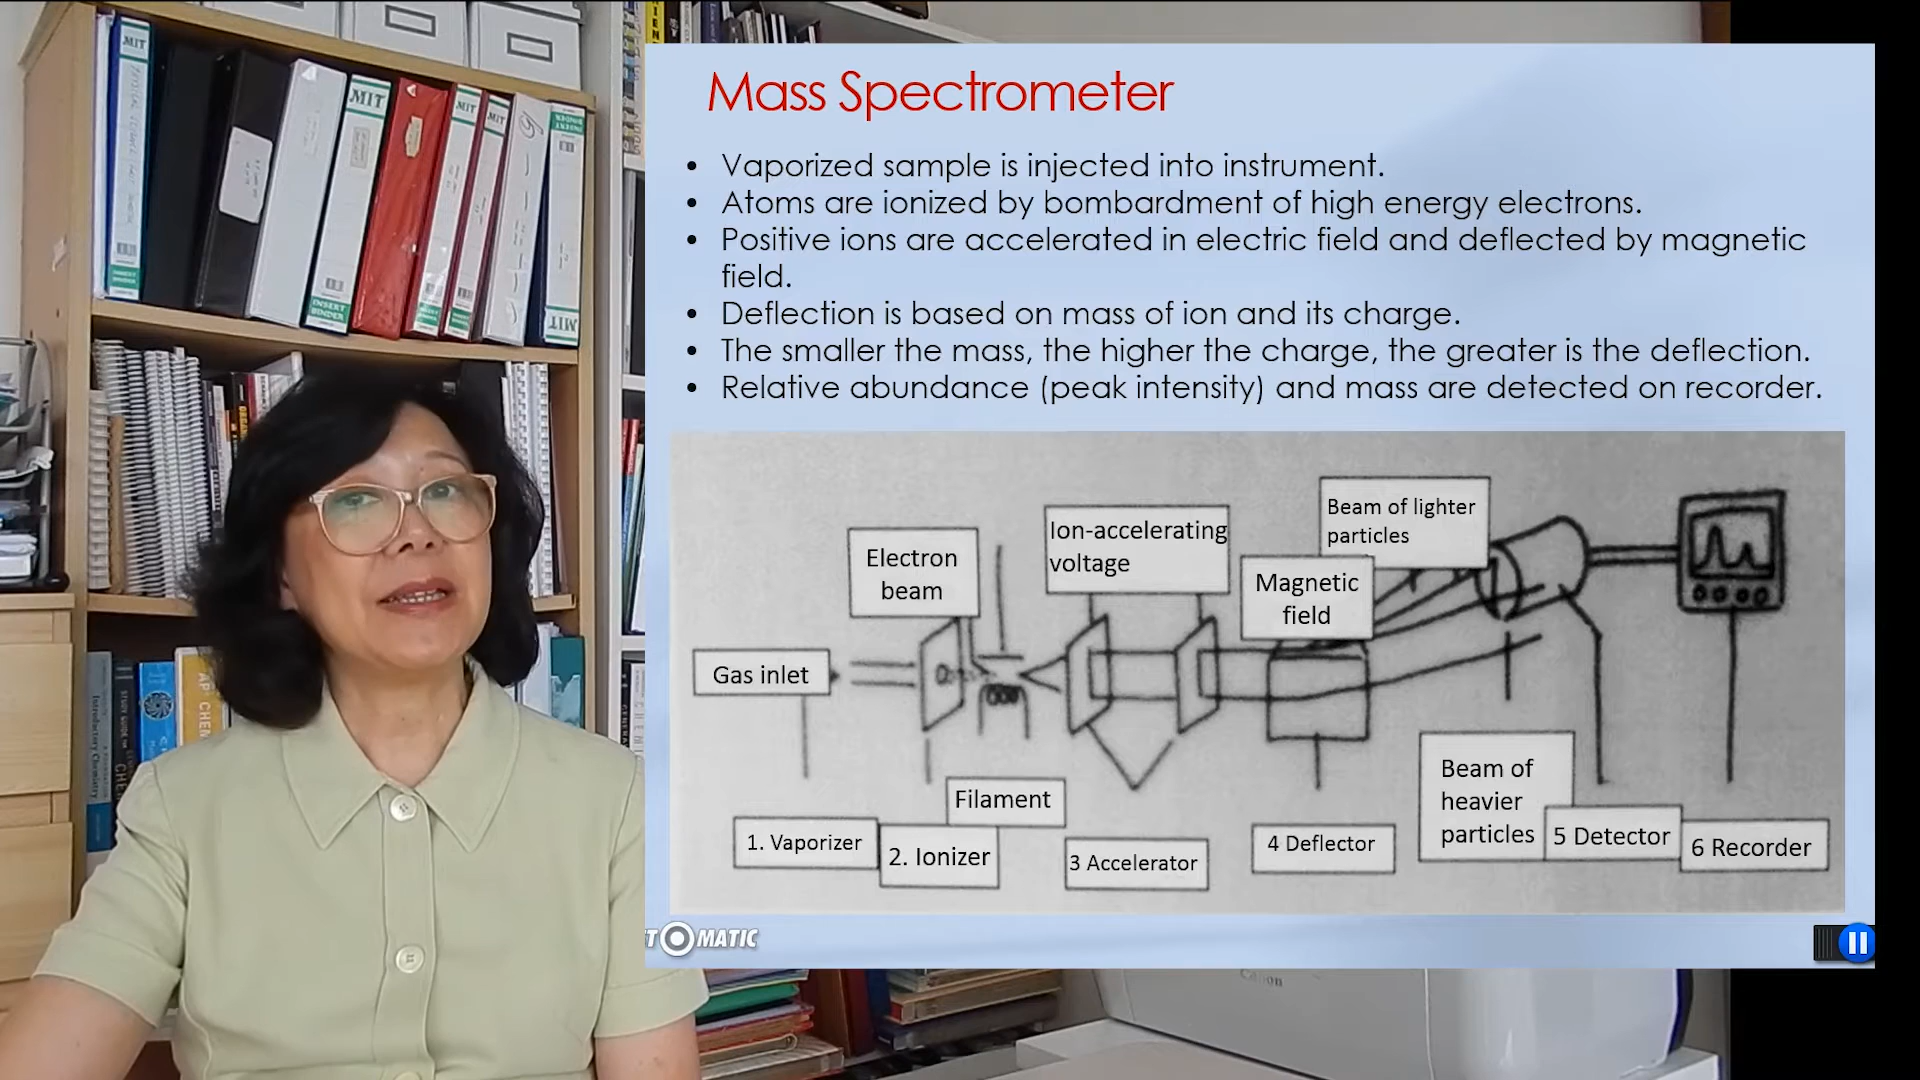 Mass Spectrometer
• Vaporized sample is injected into instrument.
• Atoms are ionized by bombardment of high energy electrons.
• Positive ions are accelerated in electric field and deflected by magnetic
field.
• Deflection is based on mass of ion and its charge.
• The smaller the mass, the higher the charge, the greater is the deflection.
• Relative abundance (peak intensity) and mass are detected on recorder.
Beam of lighter
particles
Ion-accelerating
voltage
Electron
beam
Magnetic
field
Gas inlet
Beam of
heavier
particles
Filament
1. Vaporizer
2. Ionizer
3 Accelerator
4 Deflector
5 Detector
6 Recorder
MATIC
MIT
MIT
MIT
MIT
MIT
INSERT
BINDER
Introductory Chemistry
AP CHEM
Canon